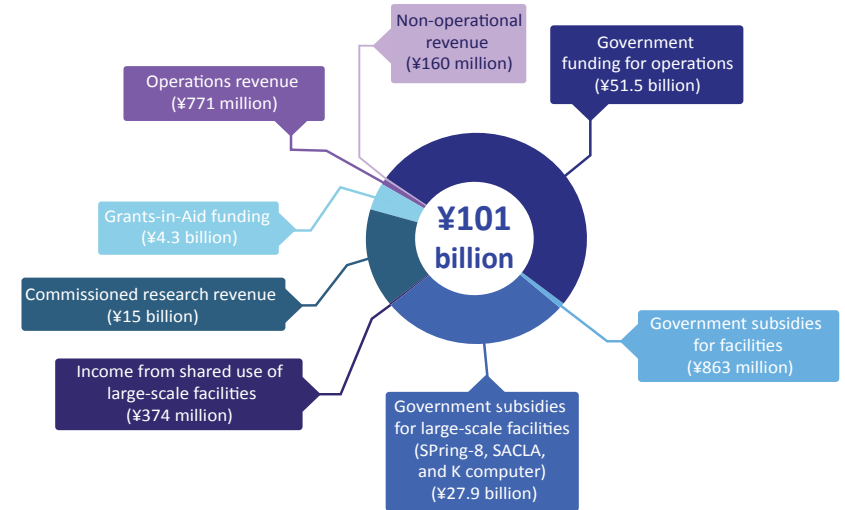 Non-operational
revenue
(¥160 million)
Government
funding for operations
(¥51.5 billion)
Operations revenue
(¥771 million)
Grants-in-Aid funding
(¥4.3 billion)
¥101
billion
Commissioned research revenue
(¥15 billion)
Government subsidies
for facilities
(¥863 million)
Income from shared use of
large-scale facilities
(¥374 million)
Government subsidies
for large-scale facilities
(SPring-8, SACLA,
and K computer)
(¥27.9 billion)